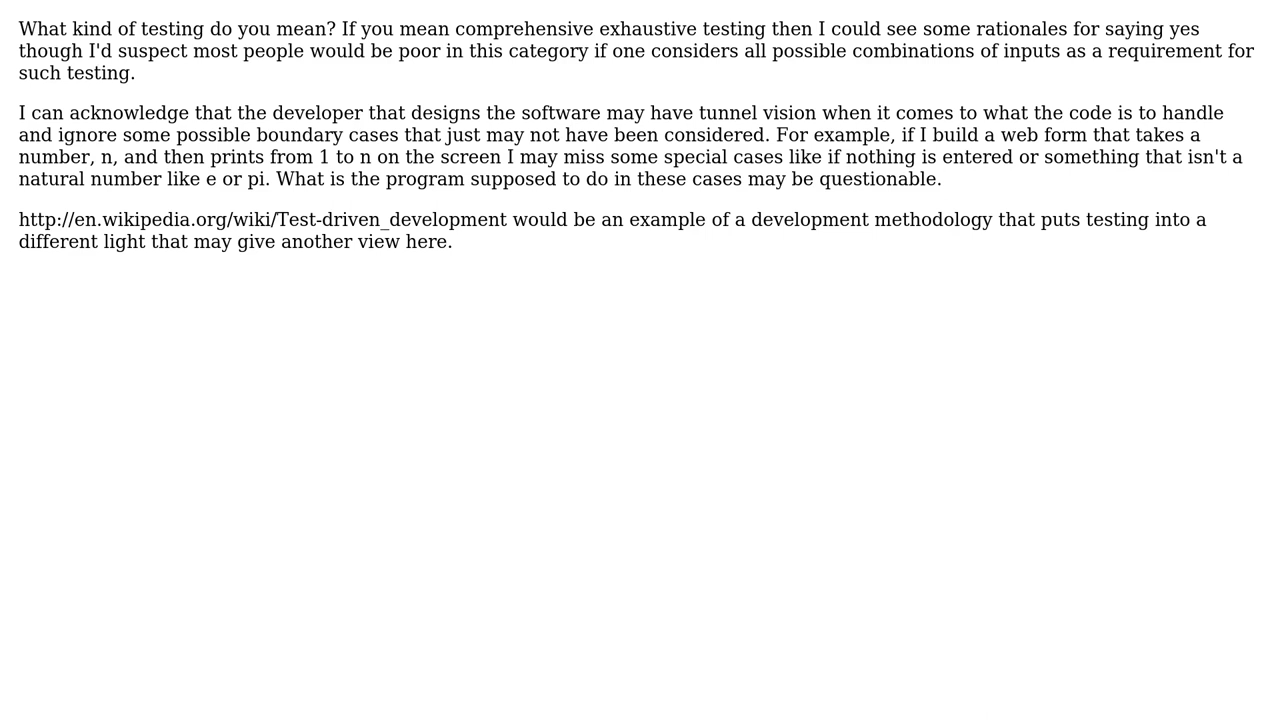 What kind of testing do you mean? If you mean comprehensive exhaustive testing then I could see some rationales for saying yes
though I'd suspect most people would be poor in this category if one considers all possible combinations of inputs as a requirement for
such testing.
I can acknowledge that the developer that designs the software may have tunnel vision when it comes to what the code is to handle
and ignore some possible boundary cases that just may not have been considered. For example, if I build a web form that takes a
number, n, and then prints from 1 to n on the screen I may miss some special cases like if nothing is entered or something that isn't a
natural number like e or pi. What is the program supposed to do in these cases may be questionable.
http://en.wikipedia.org/wiki/Test-driven_development would be an example of a development methodology that puts testing into a
different light that may give another view here.